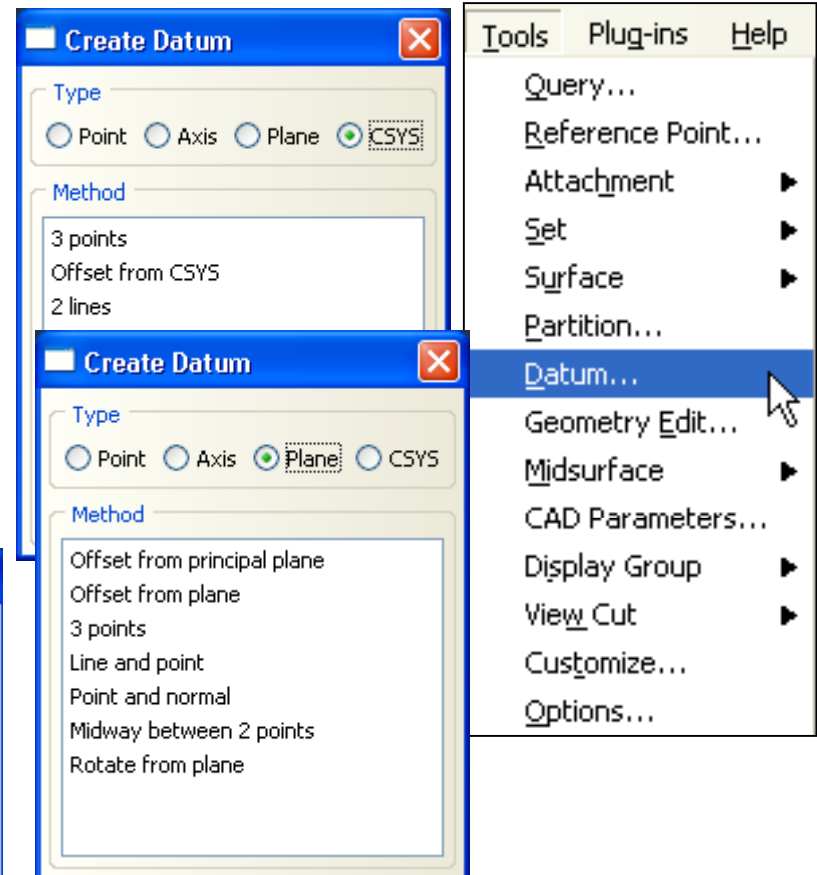 Create Datum
Type
Point Axis Plane CSYS
Method
3 points
Offset from CSYS
2 lines
Create Datum
Type
Point Axis Plane CSYS
Method
Offset from principal plane
Offset from plane
3 points
Line and point
Point and normal
Midway between 2 points
Rotate from plane
Tools Plug-ins Help
Query...
Reference Point...
Attachment
Set
Surface
Partition...
Datum...
Geometry Edit...
Midsurface
CAD Parameters...
Display Group
View Cut
Customize...
Options...